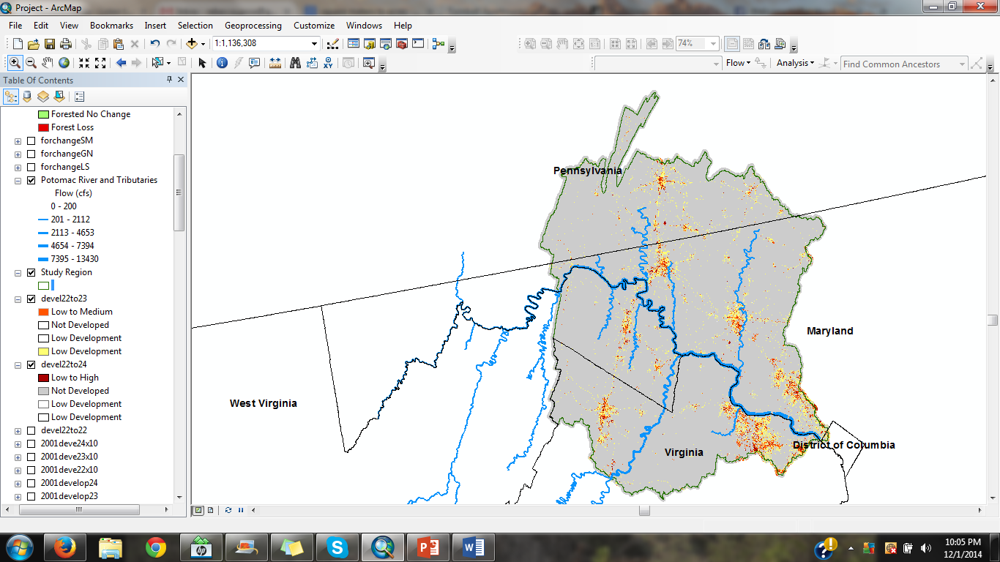 Project - ArcMap
File Edit View Bookmarks Insert Selection Geoprocessing Customize Windows Help
1:1,136,308
74%
Flow
Analysis
Find Common Ancestors
Table Of Contents
Forested No Change
Forest Loss
forchangeSM
forchangeGN
forchangeLS
Potomac River and Tributaries
Flow (cfs)
0 - 200
201 - 2112
2113 - 4653
4654 - 7394
7395 - 13430
Study Region
devel22to23
Low to Medium
Not Developed
Low Development
Low Development
devel22to24
Low to High
Not Developed
Low Development
Low Development
devel22to22
2001deve24x10
2001deve23x10
2001deve22x10
2001develop24
2001develop23
Pennsylvania
Maryland
West Virginia
District of Columbia
Virginia
10:05 PM
12/1/2014